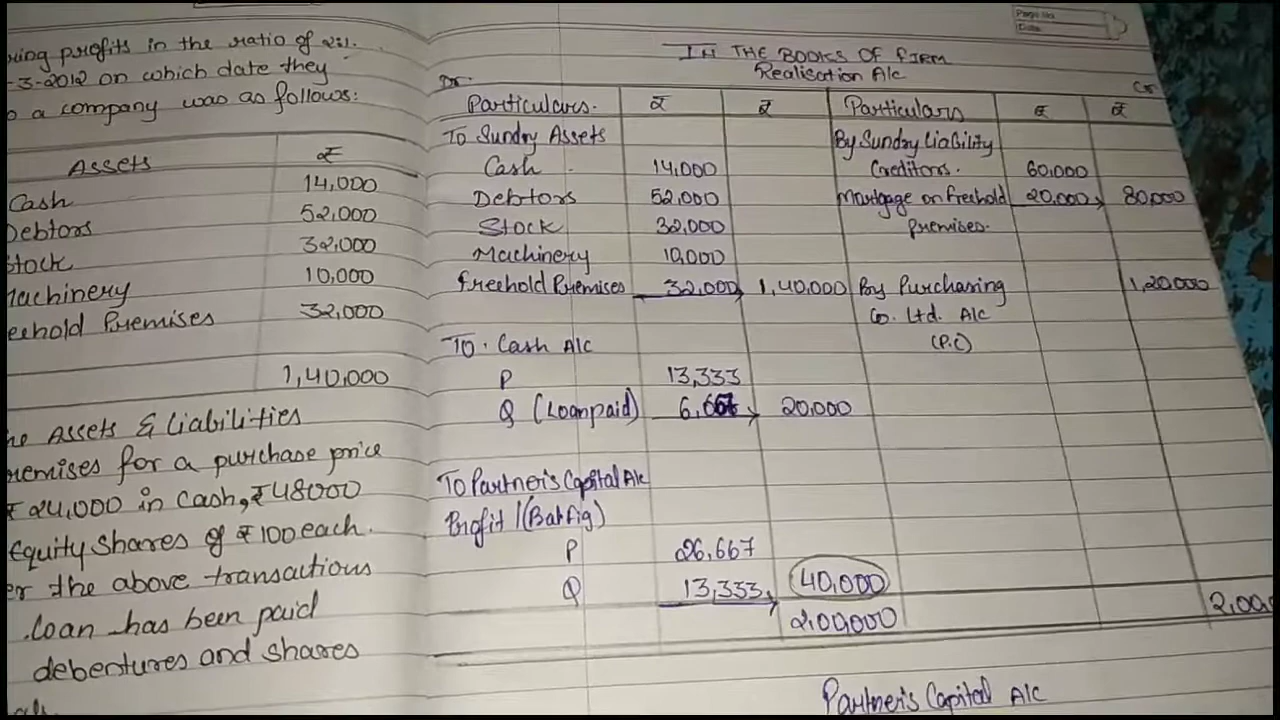 ring profits in the ratio of 2:1.
-3-2012 on which date they
o a company was as follows:
ASSETS ₹
Cash 14,000
Debtors 52,000
Stock 32,000
Machinery 10,000
eehold Premises 32,000
1,40,000
he Assets & Liabilities
remises for a purchase price
₹ 24,000 in cash, ₹ 48000
Equity shares of ₹ 100 each.
er the above transactions
loan has been paid
debentures and shares
Page No.
Date
IN THE BOOKS OF FIRM
Realisation A/c
Dr. Cr
Particulars. ₹ ₹ Particulars ₹ ₹
To Sundry Assets By Sundry Liability
Cash 14,000 Creditors. 60,000
Debtors 52,000 Mortgage on Freehold 20,000 80,000
Stock 32,000 Premises.
Machinery 10,000
Freehold Premises 32,000 1,40,000 By Purchasing 1,20,000
Co. Ltd. A/c
To. Cash A/c (P.C)
P 13,333
Q (Loan paid) 6,667 20,000
To Partner's Capital A/c
Profit (Bal fig)
P 26,667
Q 13,333 40,000
2,00,000 2,00,
Partner's Capital A/c